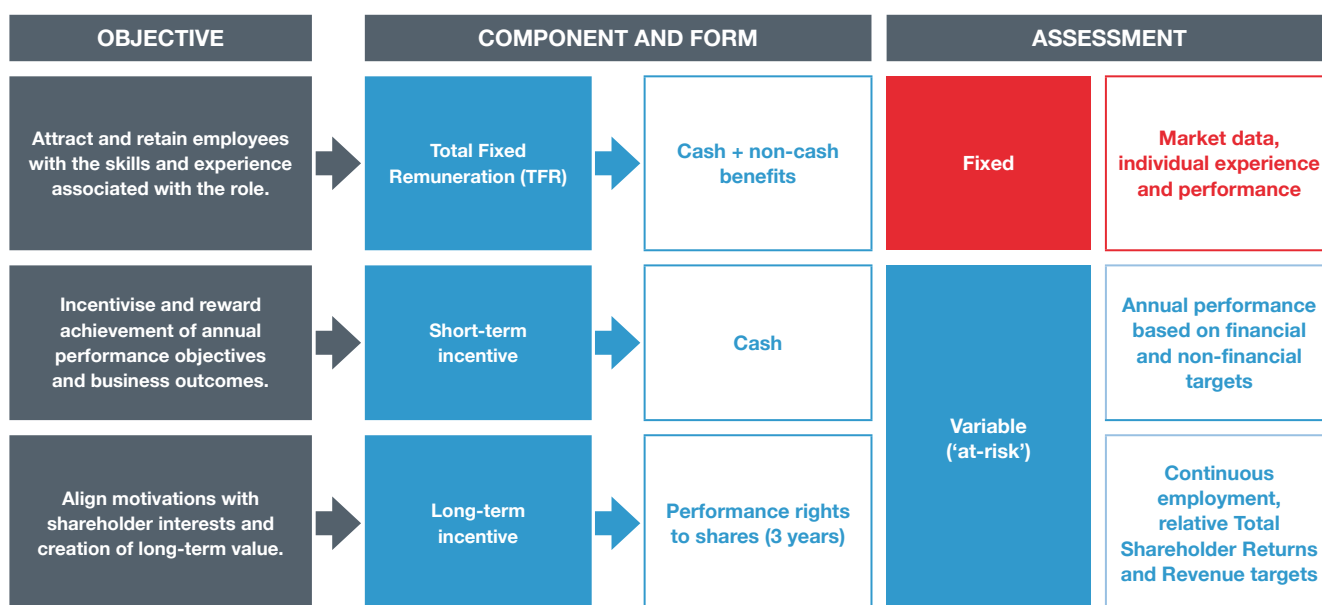 OBJECTIVE
COMPONENT AND FORM
ASSESSMENT
Attract and retain employees
with the skills and experience
associated with the role.
Total Fixed
Remuneration (TFR)
Cash + non-cash
benefits
Fixed
Market data,
individual experience
and performance
Incentivise and reward
achievement of annual
performance objectives
and business outcomes.
Short-term
incentive
Cash
Variable
(‘at-risk’)
Annual performance
based on financial
and non-financial
targets
Align motivations with
shareholder interests and
creation of long-term value.
Long-term
incentive
Performance rights
to shares (3 years)
Continuous
employment,
relative Total
Shareholder Returns
and Revenue targets